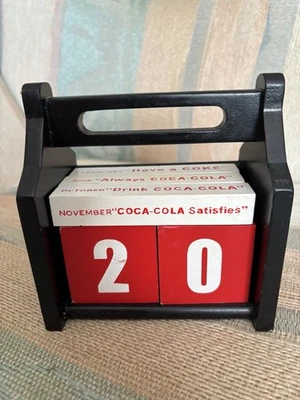 "Have a COKE
"Always COCA-COLA"
OCTOBER "Drink COCA-COLA"
NOVEMBER "COCA-COLA Satisfies"
2 0